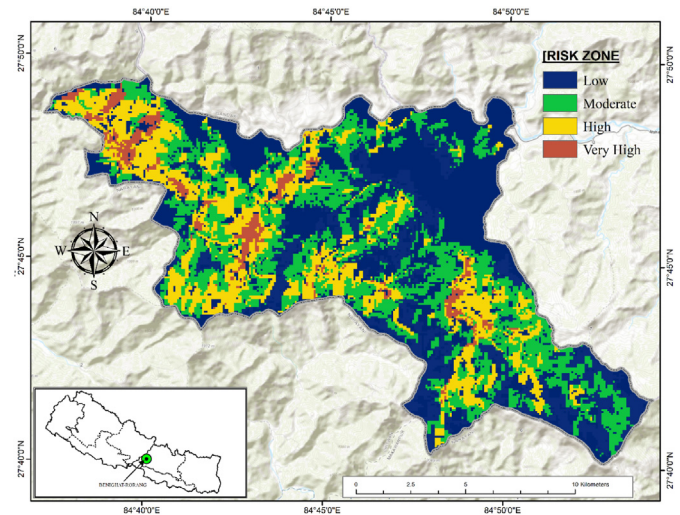 84°40'0"E 84°45'0"E 84°50'0"E
27°50'0"N 27°50'0"N
RISK ZONE
Low
Moderate
High
Very High
N
W E
S
27°45'0"N 27°45'0"N
27°40'0"N 27°40'0"N
BENIGHAT RORANG
0 2.5 5 10 Kilometers
84°40'0"E 84°45'0"E 84°50'0"E